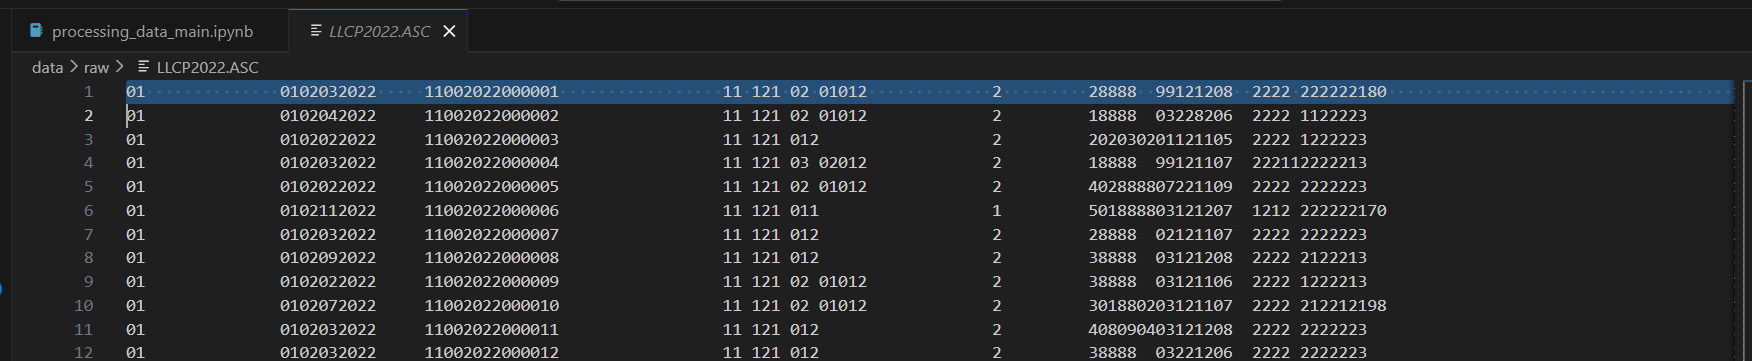 processing_data_main.ipynb LLCP2022.ASC
data > raw > LLCP2022.ASC
1 01 0102032022 11002022000001 11 121 02 01012 2 28888 99121208 2222 222222180
2 01 0102042022 11002022000002 11 121 02 01012 2 18888 03228206 2222 1122223
3 01 0102022022 11002022000003 11 121 012 2 202030201121105 2222 1222223
4 01 0102032022 11002022000004 11 121 03 02012 2 18888 99121107 222112222213
5 01 0102022022 11002022000005 11 121 02 01012 2 402888807221109 2222 2222223
6 01 0102112022 11002022000006 11 121 011 1 501888803121207 1212 222222170
7 01 0102032022 11002022000007 11 121 012 2 28888 02121107 2222 2222223
8 01 0102092022 11002022000008 11 121 012 2 38888 03121208 2222 2122213
9 01 0102022022 11002022000009 11 121 02 01012 2 38888 03121106 2222 1222213
10 01 0102072022 11002022000010 11 121 02 01012 2 301880203121107 2222 212212198
11 01 0102032022 11002022000011 11 121 012 2 408090403121208 2222 2222223
12 01 0102032022 11002022000012 11 121 012 2 38888 03221206 2222 2222223